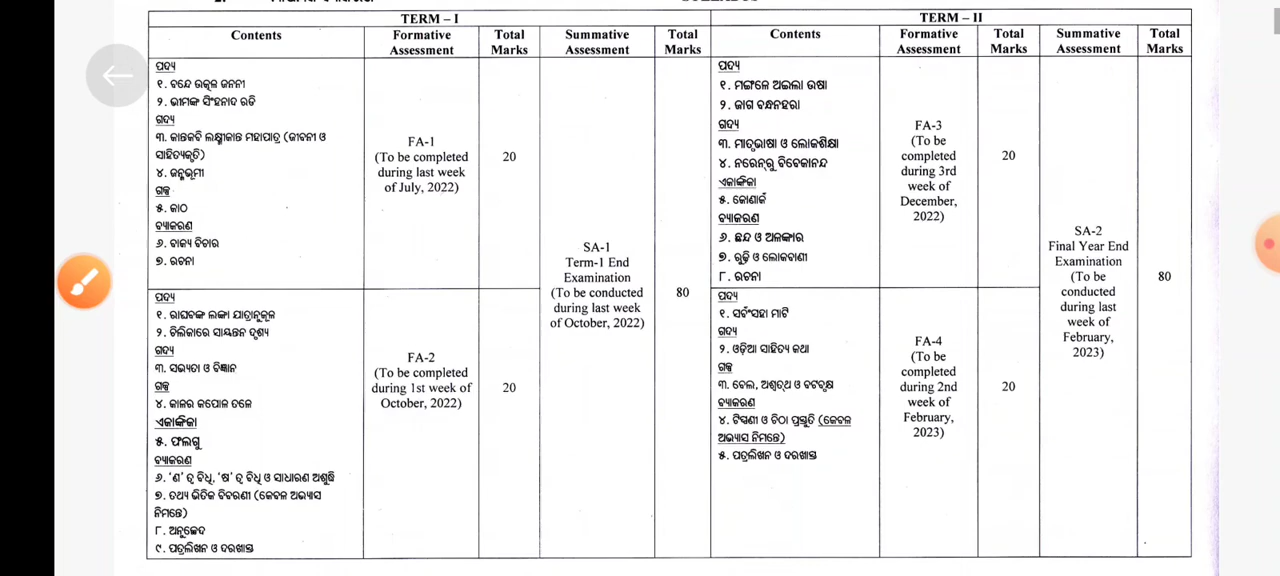 TERM – I
TERM – II
Contents
Formative Assessment
Total Marks
Summative Assessment
Total Marks
Contents
Formative Assessment
Total Marks
Summative Assessment
Total Marks
ପଦ୍ୟ
୧. ବନ୍ଦେ ଉତ୍କଳ ଜନନୀ
୨. ଭୀମଙ୍କ ସିଂହନାଦ ରଡି
ଗଦ୍ୟ
୩. କାନ୍ତକବି ଲକ୍ଷ୍ମୀକାନ୍ତ ମହାପାତ୍ର (ଜୀବନୀ ଓ
ସାହିତ୍ୟକୃତି)
୪. ଜନ୍ମଭୂମୀ
ଗଳ୍ପ
୫. କାଠ
ବ୍ୟାକରଣ
୬. ବାକ୍ୟ ବିଚାର
୭. ରଚନା
FA-1
(To be completed
during last week
of July, 2022)
20
ପଦ୍ୟ
୧. ରାଘବଙ୍କ ଲଙ୍କା ଯାତ୍ରାନୁକୂଳ
୨. ଚିଲିକାରେ ସାୟନ୍ତନ ଦୃଶ୍ୟ
ଗଦ୍ୟ
୩. ସଭ୍ୟତା ଓ ବିଜ୍ଞାନ
ଗଳ୍ପ
୪. କାଳର କପୋଳ ତଳେ
ଏକାଙ୍କିକା
୫. ଫଲଗୁ
ବ୍ୟାକରଣ
୬. ‘ଣ’ ତ୍ୱ ବିଧି, ‘ଷ’ ତ୍ୱ ବିଧି ଓ ସାଧାରଣ ଅଶୁଦ୍ଧି
୭. ତଥ୍ୟ ଭିତିକ ବିବରଣୀ (କେବଳ ଅଭ୍ୟାସ
ନିମନ୍ତେ)
୮. ଅନୁଚ୍ଛେଦ
୯. ପତ୍ରଲିଖନ ଓ ଦରଖାସ୍ତ
FA-2
(To be completed
during 1st week of
October, 2022)
20
SA-1
Term-1 End
Examination
(To be conducted
during last week
of October, 2022)
80
ପଦ୍ୟ
୧. ମଙ୍ଗଳେ ଅଇଲା ଉଷା
୨. ଜାଗ ବନ୍ଧନହରା
ଗଦ୍ୟ
୩. ମାତୃଭାଷା ଓ ଲୋକଶିକ୍ଷା
୪. ନରେନ୍‌ରୁ ବିବେକାନନ୍ଦ
ଏକାଙ୍କିକା
୫. କୋଣାର୍କ
ବ୍ୟାକରଣ
୬. ଛନ୍ଦ ଓ ଅଳଙ୍କାର
୭. ରୁଢ଼ି ଓ ଲୋକବାଣୀ
୮. ରଚନା
FA-3
(To be
completed
during 3rd
week of
December,
2022)
20
ପଦ୍ୟ
୧. ସର୍ବଂସହା ମାଟି
ଗଦ୍ୟ
୨. ଓଡ଼ିଆ ସାହିତ୍ୟ କଥା
ଗଳ୍ପ
୩. ବେଲ, ଅଶ୍ୱତ୍ଥ ଓ ବଟବୃକ୍ଷ
ବ୍ୟାକରଣ
୪. ଟିପ୍ପଣୀ ଓ ଚିଠା ପ୍ରସ୍ତୁତି (କେବଳ
ଅଭ୍ୟାସ ନିମନ୍ତେ)
୫. ପତ୍ରଲିଖନ ଓ ଦରଖାସ୍ତ
FA-4
(To be
completed
during 2nd
week of
February,
2023)
20
SA-2
Final Year End
Examination
(To be
conducted
during last
week of
February,
2023)
80